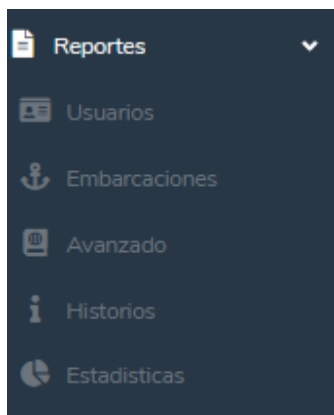 Reportes
Usuarios
Embarcaciones
Avanzado
Historios
Estadisticas